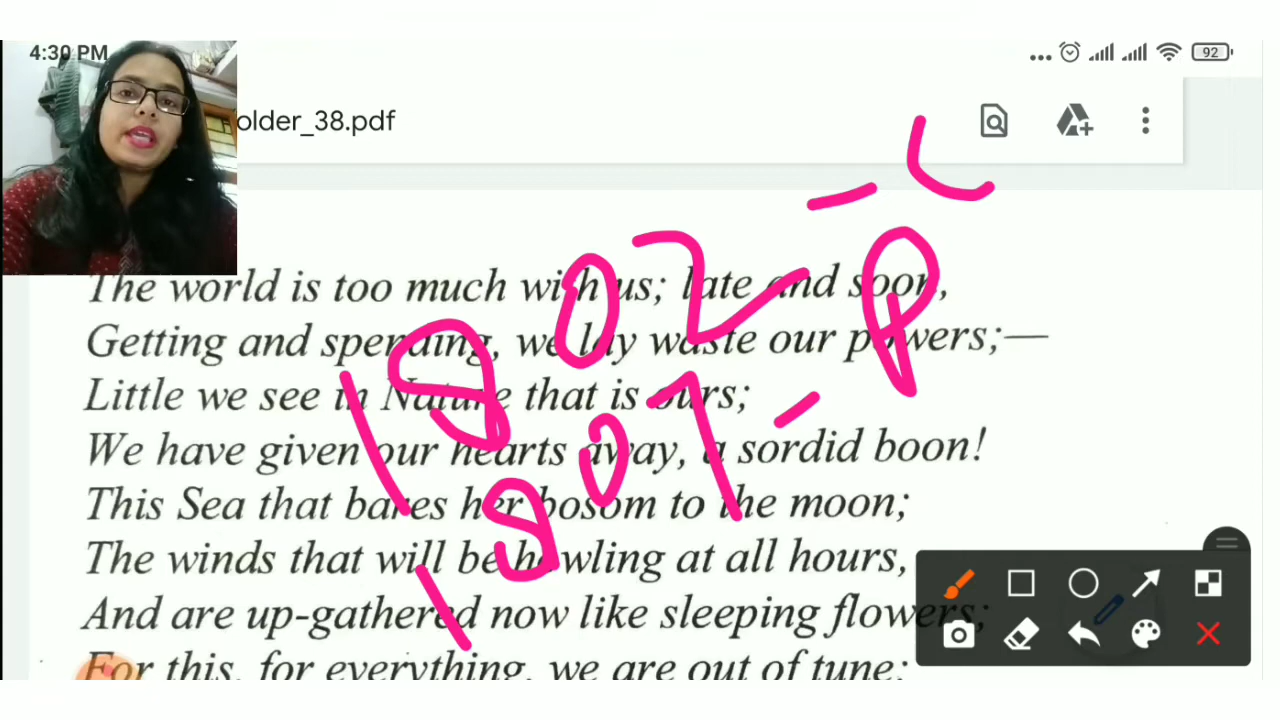 4:30 PM
... 92
older_38.pdf
The world is too much with us; late and soon,
Getting and spending, we lay waste our powers;—
Little we see in Nature that is ours;
We have given our hearts away, a sordid boon!
This Sea that bares her bosom to the moon;
The winds that will be howling at all hours,
And are up-gathered now like sleeping flowers;
For this, for everything, we are out of tune;
1802 - C
1807 - P